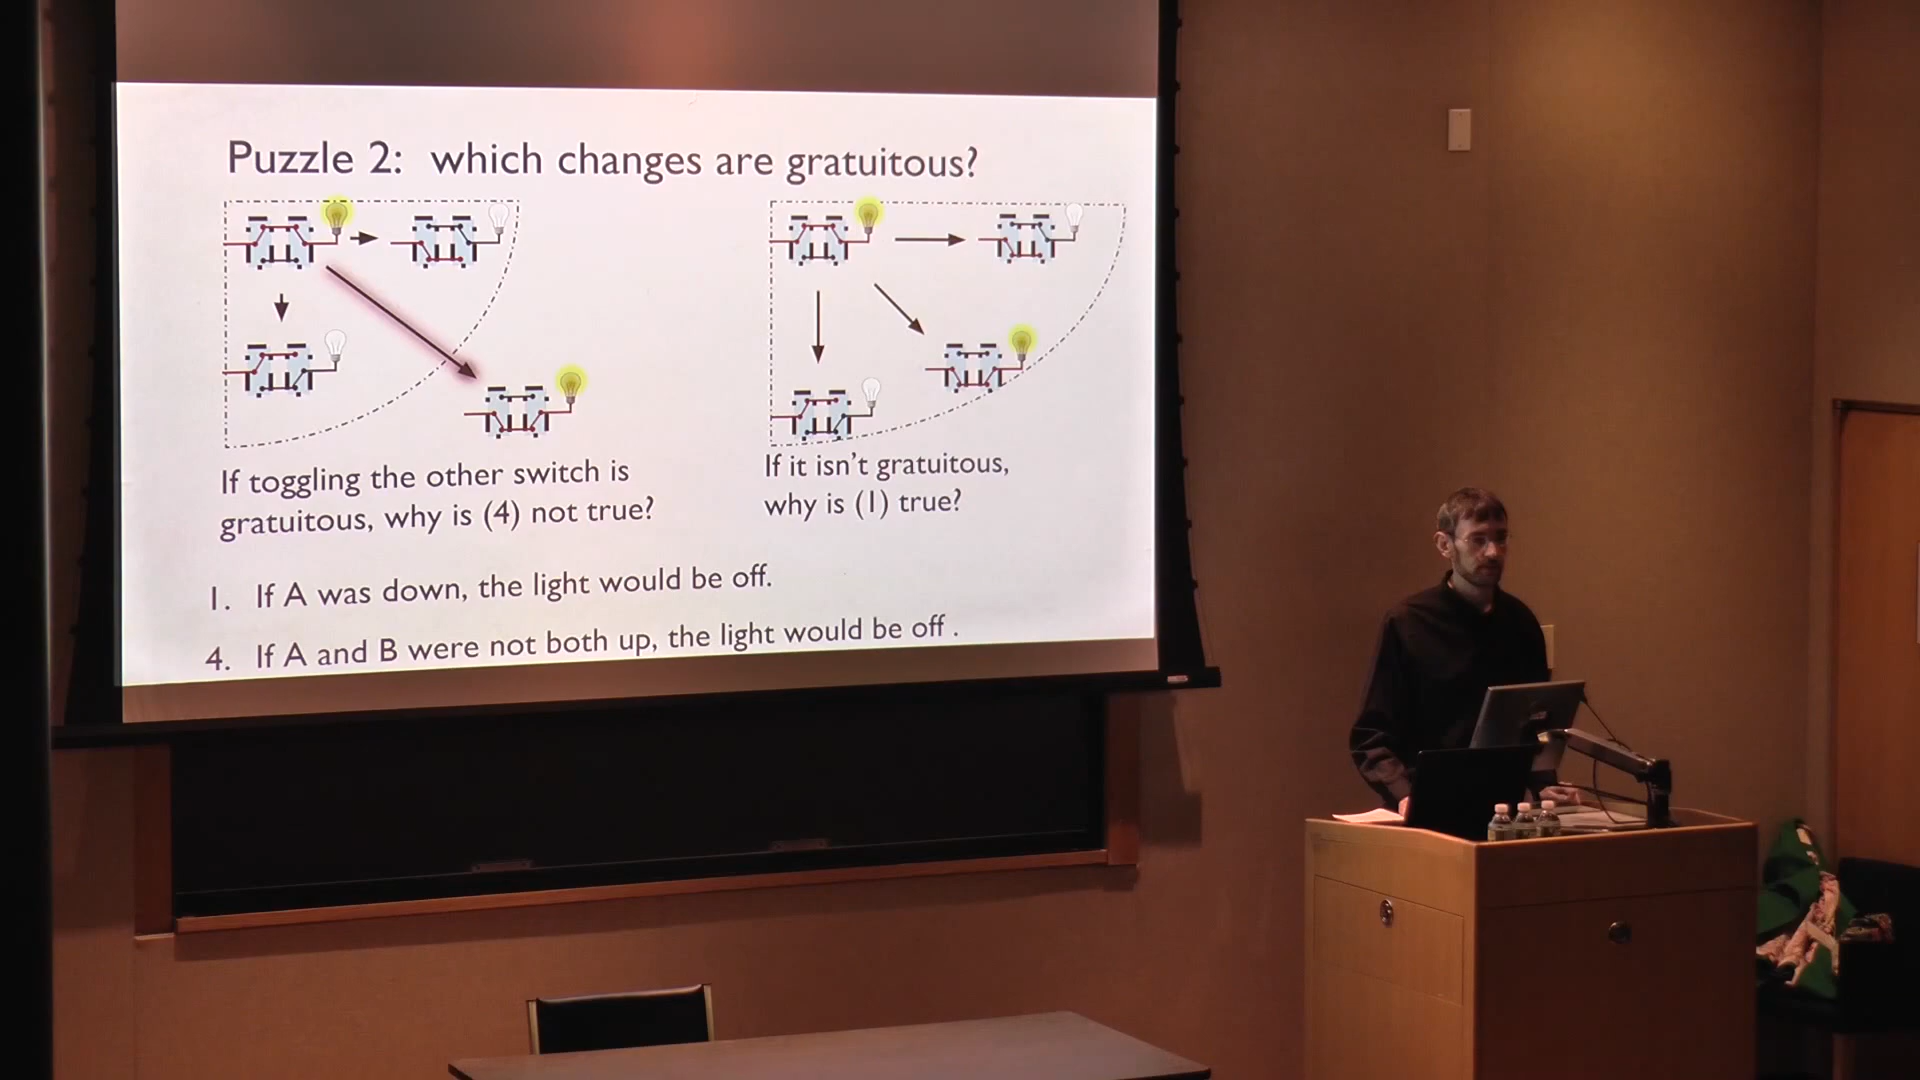 Puzzle 2: which changes are gratuitous?
If toggling the other switch is
gratuitous, why is (4) not true?
If it isn't gratuitous,
why is (1) true?
1. If A was down, the light would be off.
4. If A and B were not both up, the light would be off .